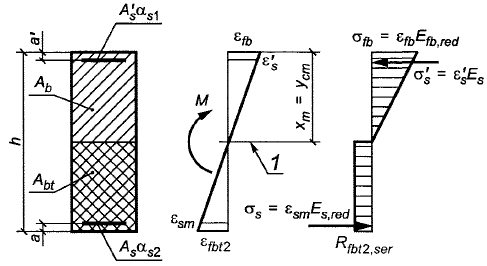 A′sαs1
a′
Ab
h
Abt
a
Asαs2
εfb
ε′s
M
xm = ycm
1
εsm
εfbt2
σfb = εfbEfb,red
σ′s = ε′sEs
σs = εsmEs,red
Rfbt2,ser